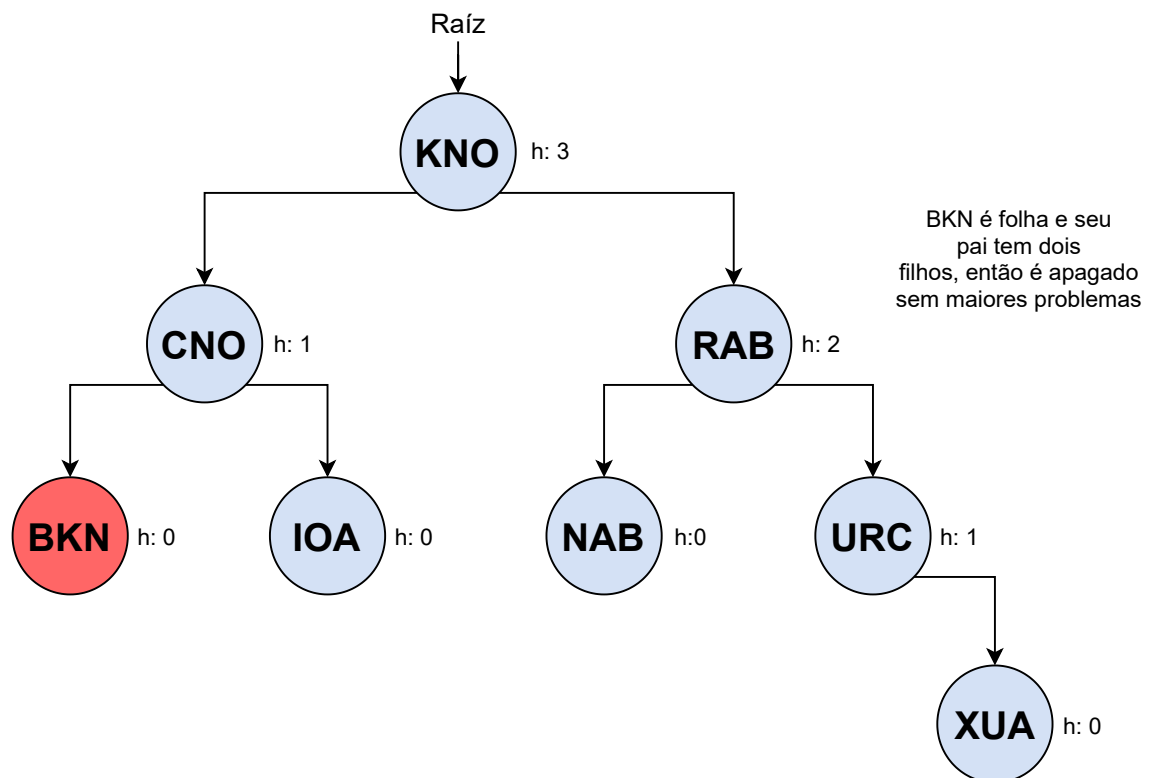 Raíz
KNO h: 3
BKN é folha e seu
pai tem dois
filhos, então é apagado
sem maiores problemas
CNO h: 1
RAB h: 2
BKN h: 0
IOA h: 0
NAB h:0
URC h: 1
XUA h: 0